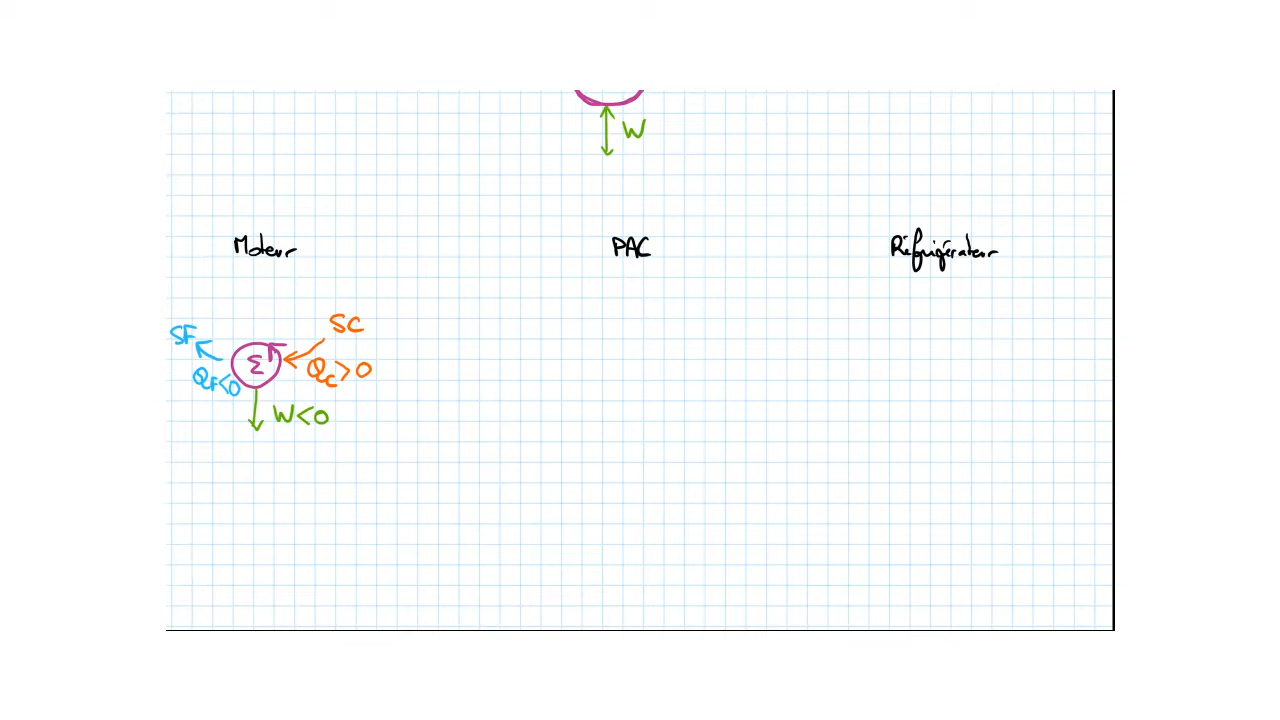 W
Moteur PAC Réfrigérateur
SF SC
Σ
QF<0 QC>0
W<0